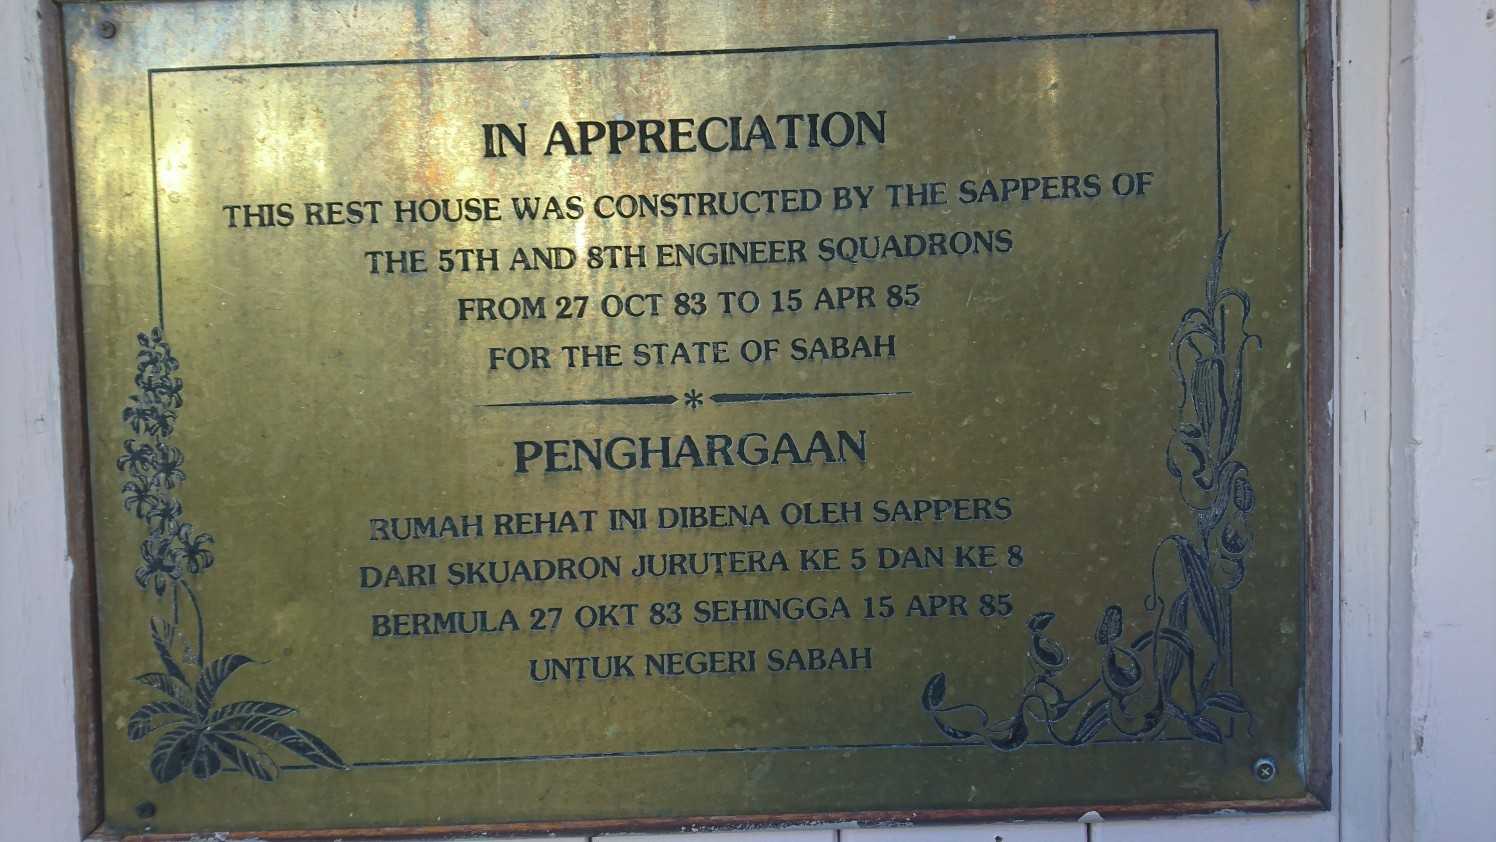 IN APPRECIATION
THIS REST HOUSE WAS CONSTRUCTED BY THE SAPPERS OF
THE 5TH AND 8TH ENGINEER SQUADRONS
FROM 27 OCT 83 TO 15 APR 85
FOR THE STATE OF SABAH
*
PENGHARGAAN
RUMAH REHAT INI DIBENA OLEH SAPPERS
DARI SKUADRON JURUTERA KE 5 DAN KE 8
BERMULA 27 OKT 83 SEHINGGA 15 APR 85
UNTUK NEGERI SABAH